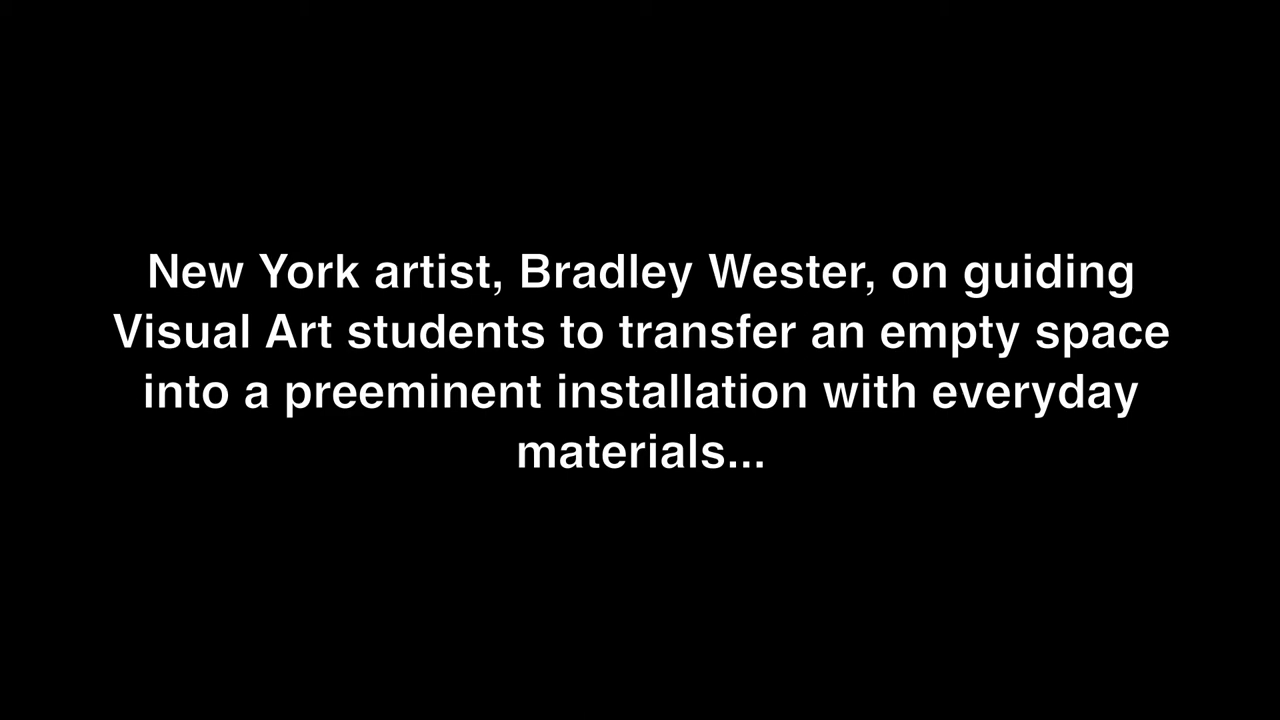 New York artist, Bradley Wester, on guiding
Visual Art students to transfer an empty space
into a preeminent installation with everyday
materials...